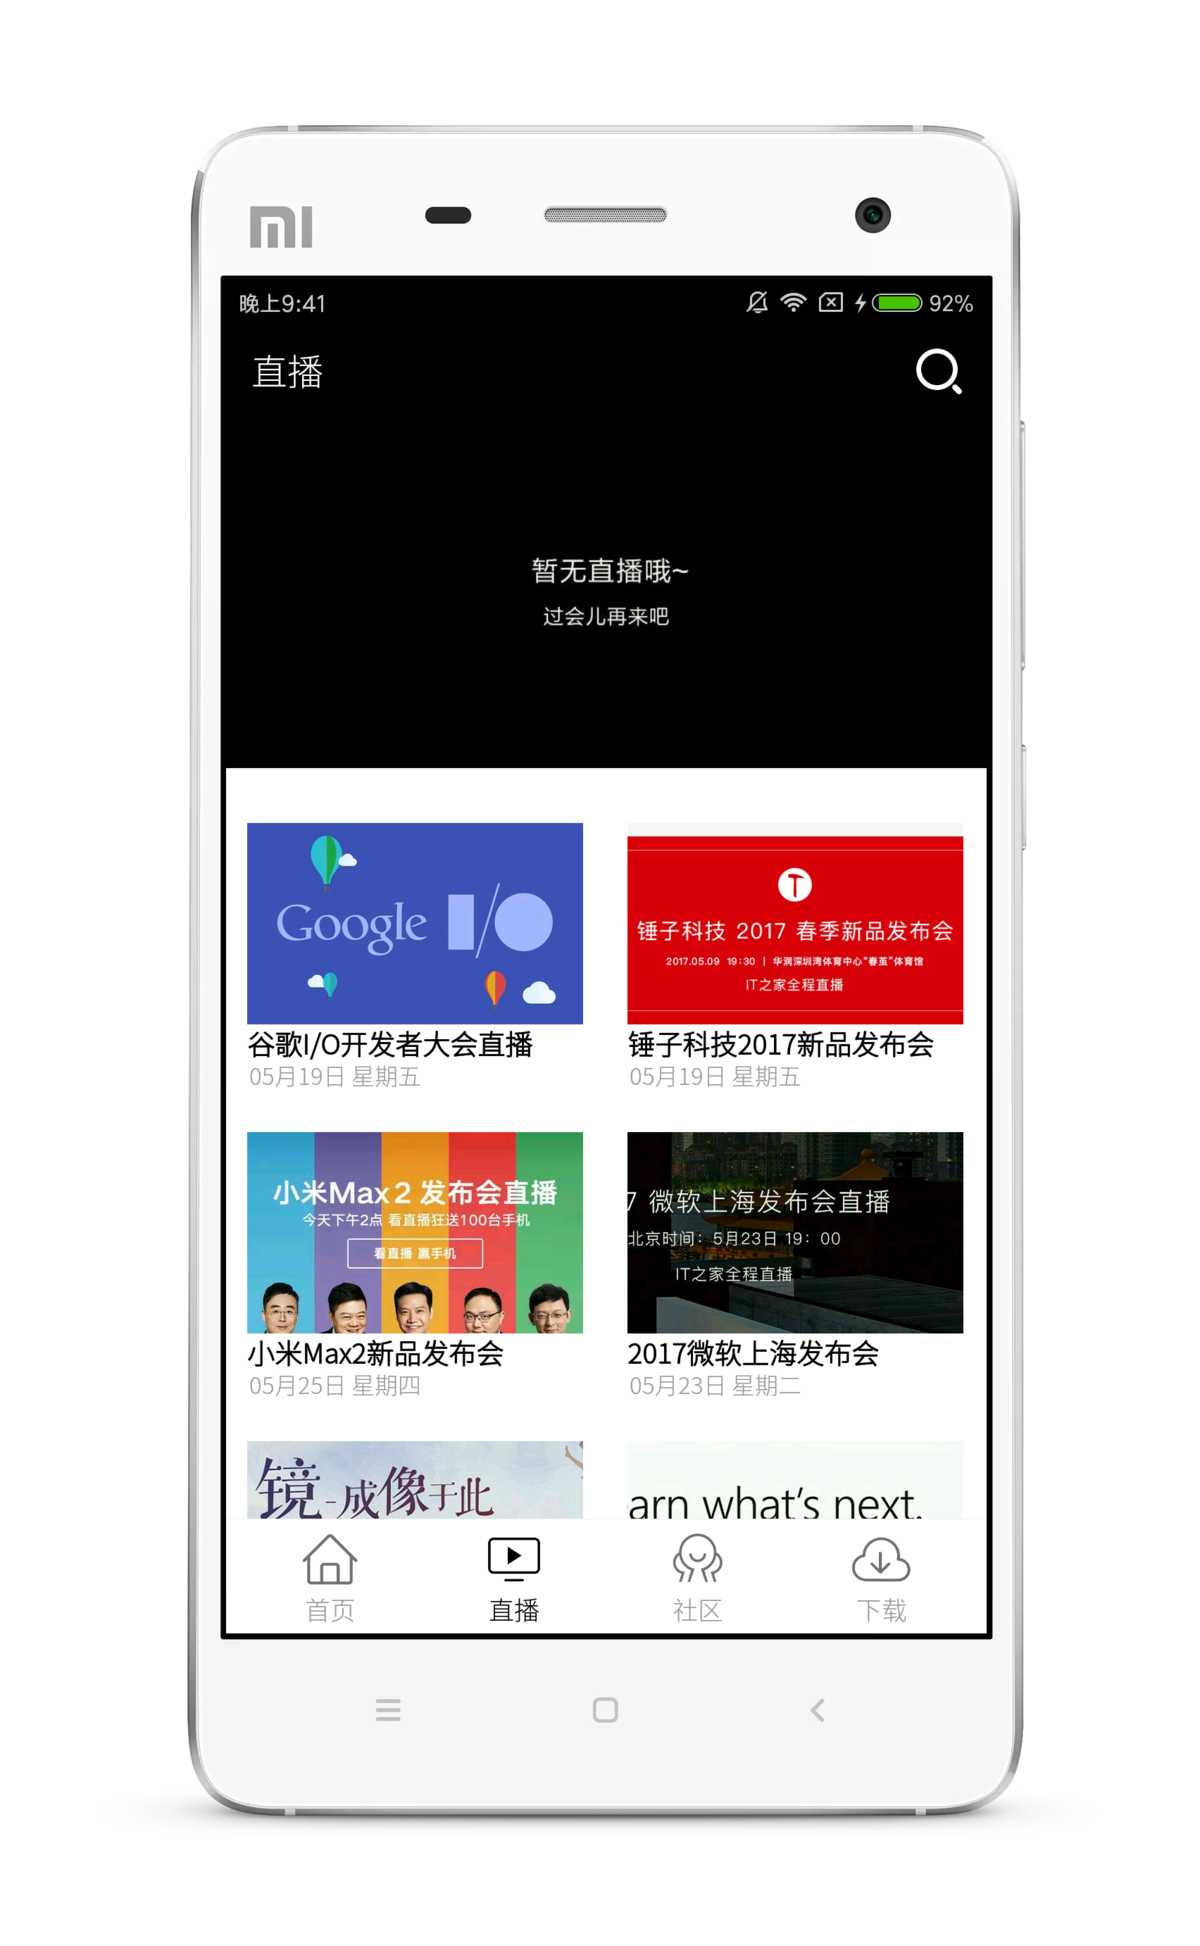 MI
晚上9:41
92%
直播
暂无直播哦~
过会儿再来吧
Google I/O
锤子科技 2017 春季新品发布会
2017.05.09 19:30 | 华润深圳湾体育中心“春茧”体育馆
IT之家全程直播
谷歌I/O开发者大会直播
05月19日 星期五
锤子科技2017新品发布会
05月19日 星期五
小米Max 2 发布会直播
今天下午2点 看直播狂送100台手机
看直播 赢手机
7 微软上海发布会直播
北京时间：5月23日 19：00
IT之家全程直播
小米Max2新品发布会
05月25日 星期四
2017微软上海发布会
05月23日 星期二
镜-成像于此
arn what's next.
首页
直播
社区
下载